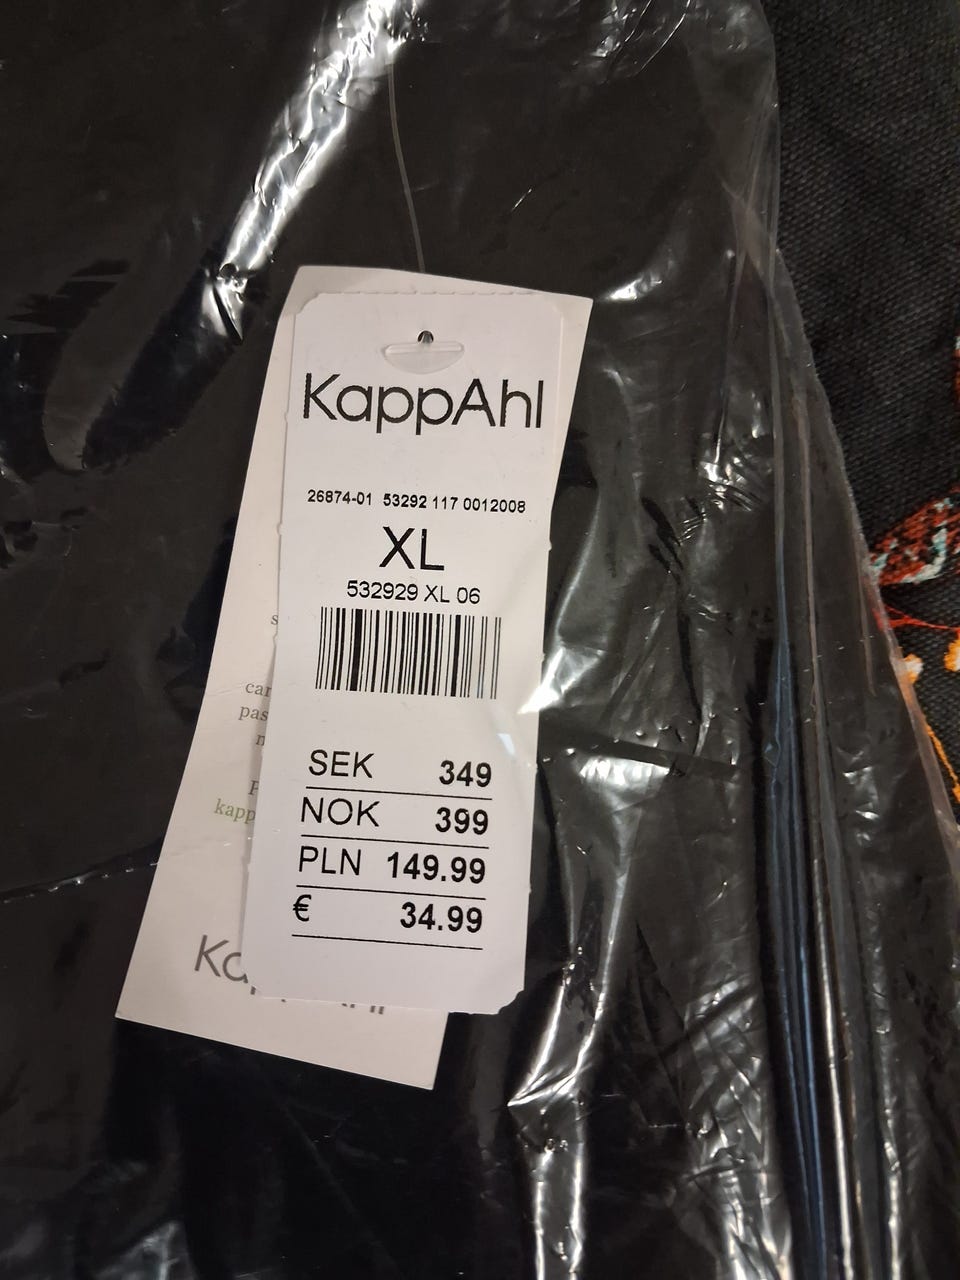 KappAhl
26874-01 53292 117 0012008
XL
532929 XL 06
SEK 349
NOK 399
PLN 149.99
€ 34.99